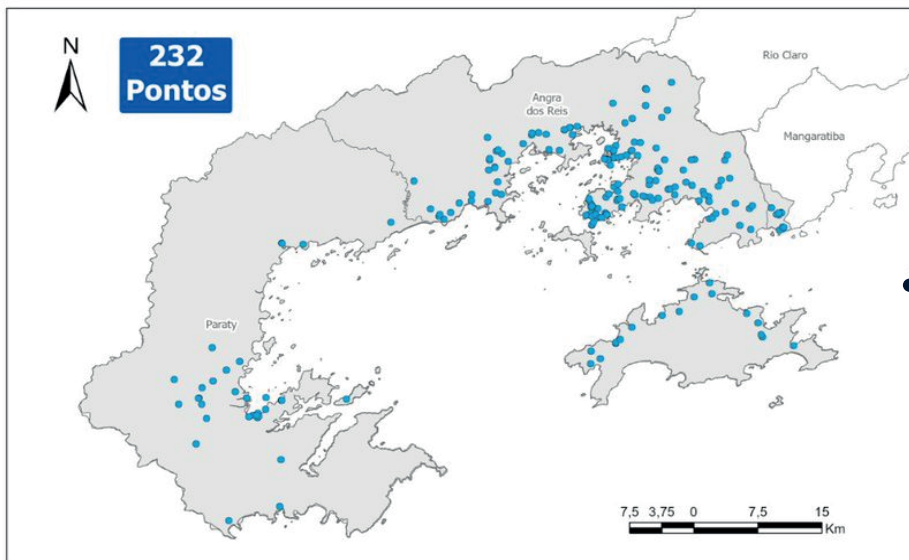 N
232
Pontos
Rio Claro
Angra
dos Reis
Mangaratiba
Paraty
7,5 3,75 0 7,5 15
Km